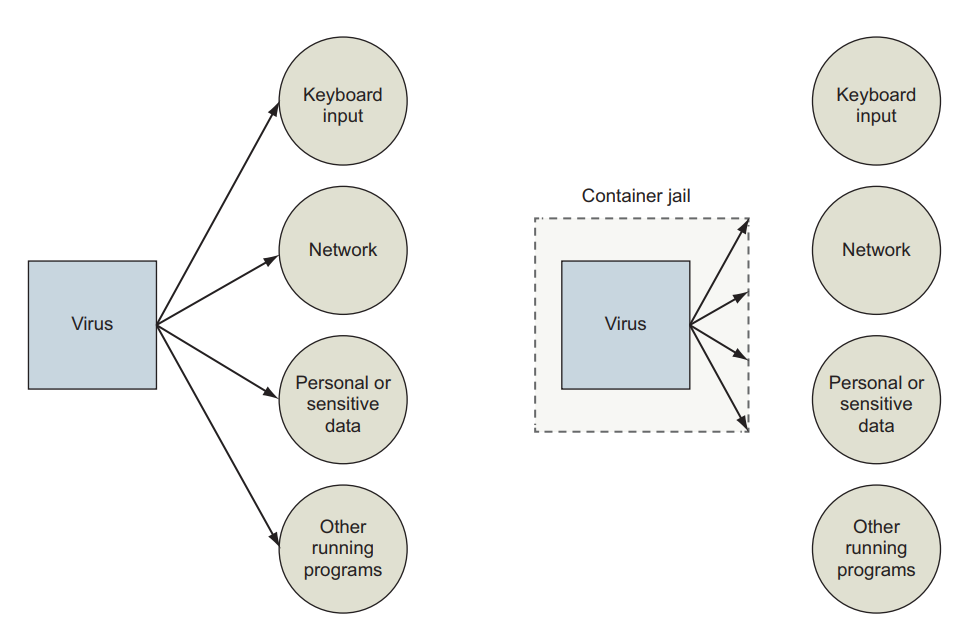 Keyboard
input
Network
Virus
Personal or
sensitive
data
Other
running
programs
Container jail
Virus
Keyboard
input
Network
Personal or
sensitive
data
Other
running
programs